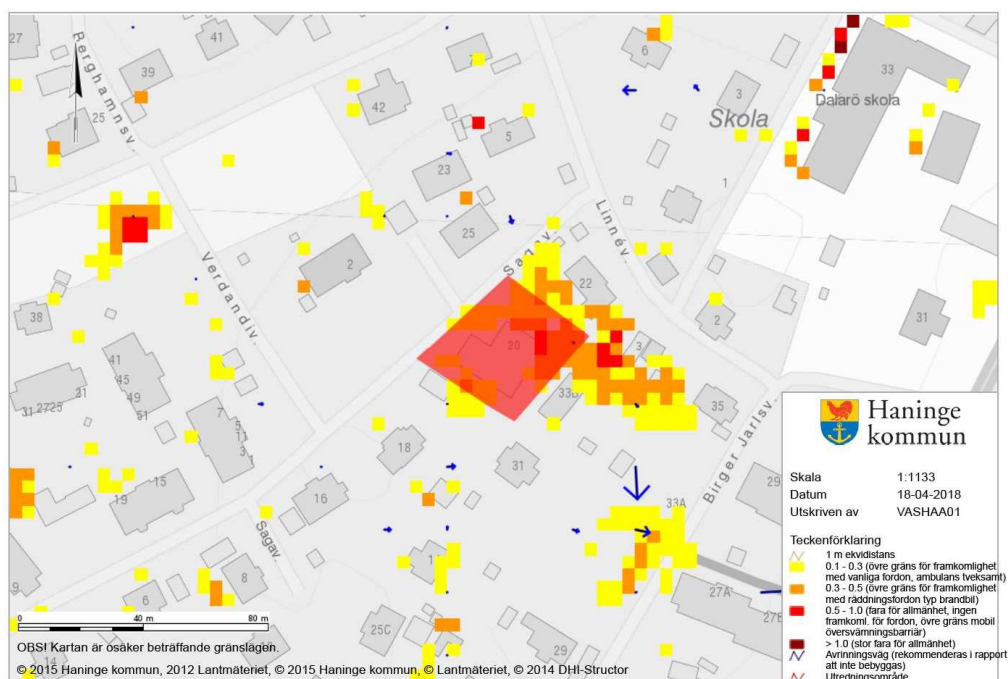 27
41
39
Berghamnsv.
25
42
7
5
23
25
6
3
Skola
1
33
Dalarö skola
Linnév.
Sagav.
22
2
Verdandiv.
2
38
31
20
3
33B
35
41
45
49
51
31
31 2725
7
5
11
3
18
31
Birger Jarlsv.
29
15
19
16
33A
Sagav.
8
6
1
9
14
10
25C
29
27A
27B
Haninge
kommun
Skala 1:1133
Datum 18-04-2018
Utskriven av VASHAA01
Teckenförklaring
1 m ekvidistans
0.1 - 0.3 (övre gräns för framkomlighet
med vanliga fordon, ambulans tveksamt)
0.3 - 0.5 (övre gräns för framkomlighet
med räddningsfordon typ brandbil)
0.5 - 1.0 (fara för allmänhet, ingen
framkoml. för fordon, övre gräns mobil
översvämningsbarriär)
> 1.0 (stor fara för allmänhet)
Avrinningsväg (rekommenderas i rapport
att inte bebyggas)
Utredningsområde
0 40 m 80 m
OBS! Kartan är osäker beträffande gränslägen.
© 2015 Haninge kommun, 2012 Lantmäteriet, © 2015 Haninge kommun, © Lantmäteriet, © 2014 DHI-Structor